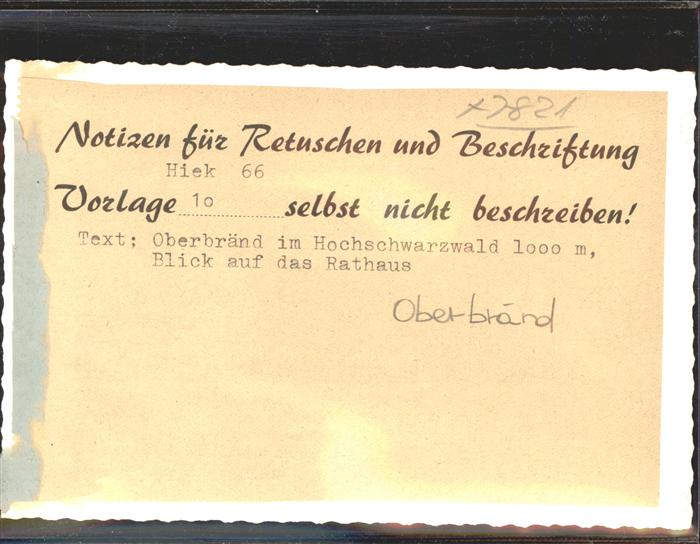 x7821
Notizen für Retuschen und Beschriftung
Hiek 66
Vorlage 1o selbst nicht beschreiben!
Text: Oberbränd im Hochschwarzwald looo m,
Blick auf das Rathaus
Oberbränd